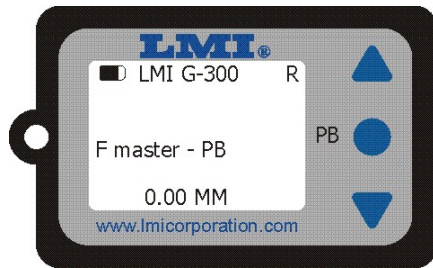 LMI®
LMI G-300 R
F master - PB
PB
0.00 MM
www.lmicorporation.com